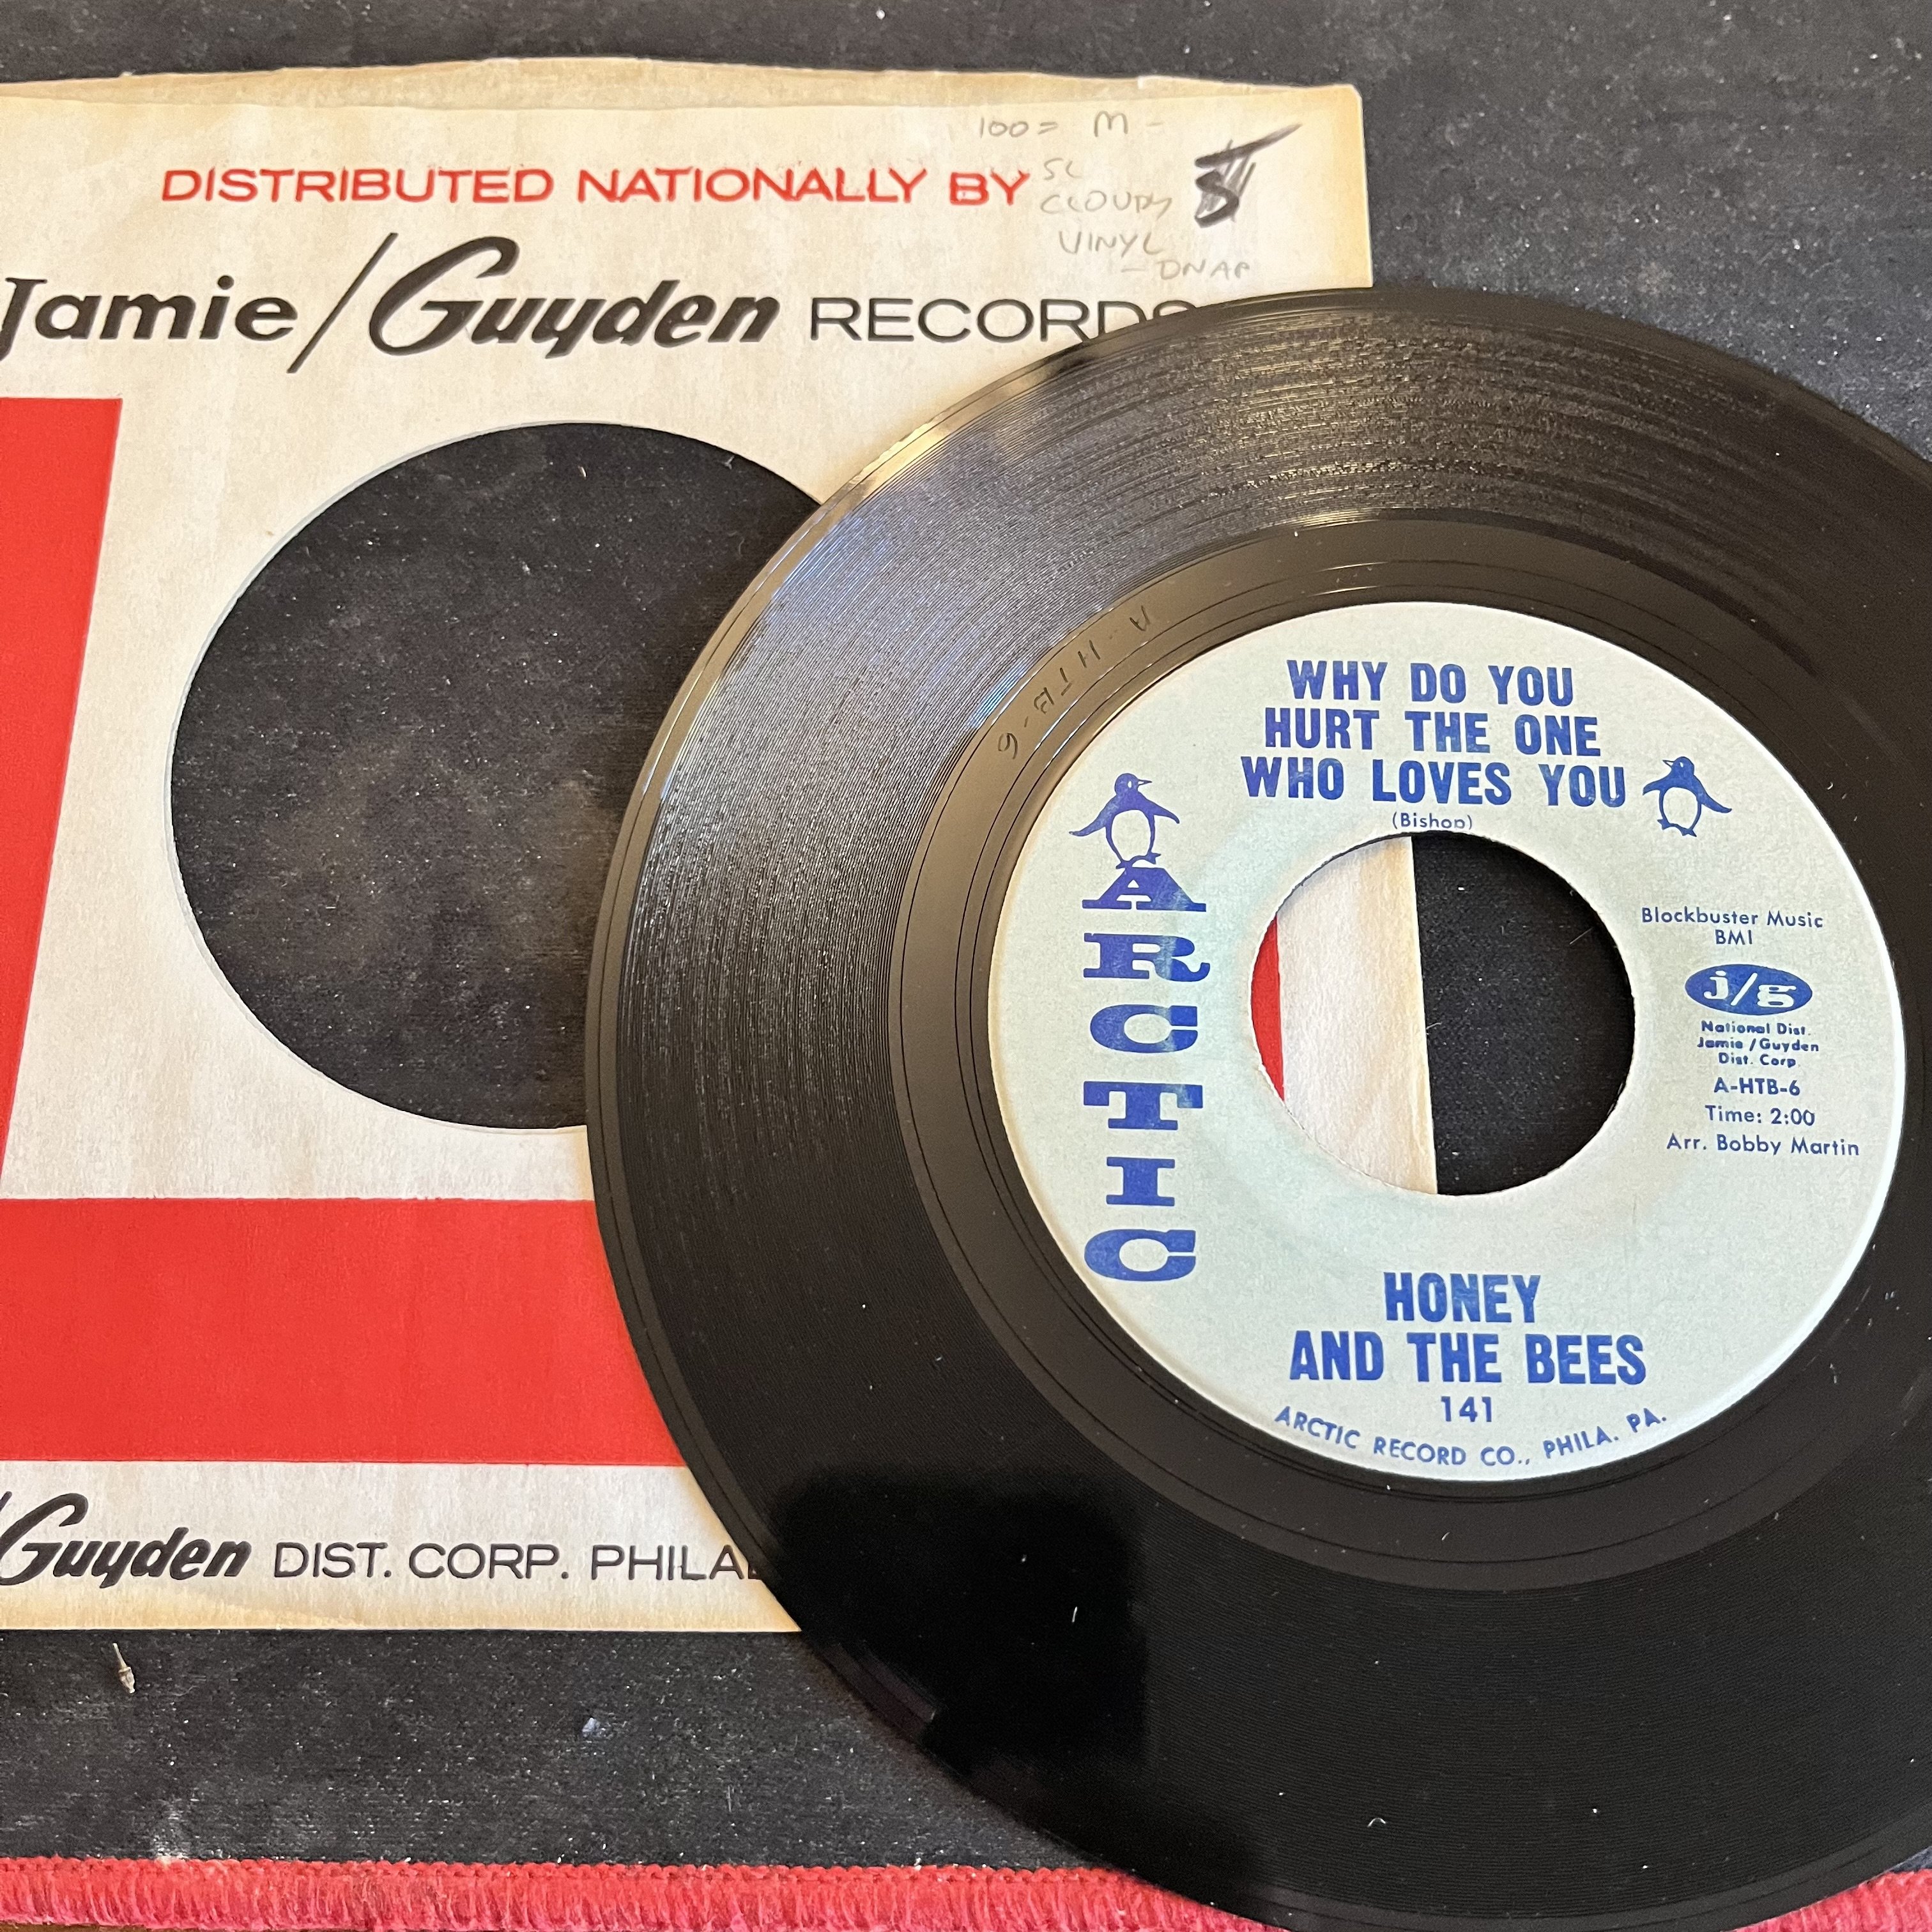 100= M -
DISTRIBUTED NATIONALLY BY
SL
CLOUDY
VINYL
- DNAP
Jamie/Guyden RECORDS
A-HTB-6
WHY DO YOU
HURT THE ONE
WHO LOVES YOU
(Bishop)
ARCTIC
Blockbuster Music
BMI
j/g
National Dist.
Jamie/Guyden
Dist. Corp.
A-HTB-6
Time: 2:00
Arr. Bobby Martin
HONEY
AND THE BEES
141
ARCTIC RECORD CO., PHILA. PA.
/Guyden DIST. CORP. PHILA